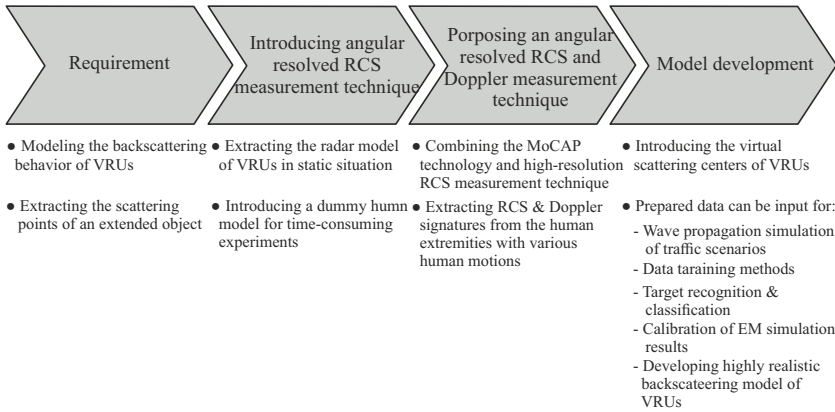 Requirement
Introducing angular
resolved RCS
measurement technique
Porposing an angular
resolved RCS and
Doppler measurement
technique
Model development
● Modeling the backscattering
behavior of VRUs
● Extracting the scattering
points of an extended object
● Extracting the radar model
of VRUs in static situation
● Introducing a dummy humn
model for time-consuming
experiments
● Combining the MoCAP
technology and high-resolution
RCS measurement technique
● Extracting RCS & Doppler
signatures from the human
extremities with various
human motions
● Introducing the virtual
scattering centers of VRUs
● Prepared data can be input for:
- Wave propagation simulation
of traffic scenarios
- Data taraining methods
- Target recognition &
classification
- Calibration of EM simulation
results
- Developing highly realistic
backscateering model of
VRUs